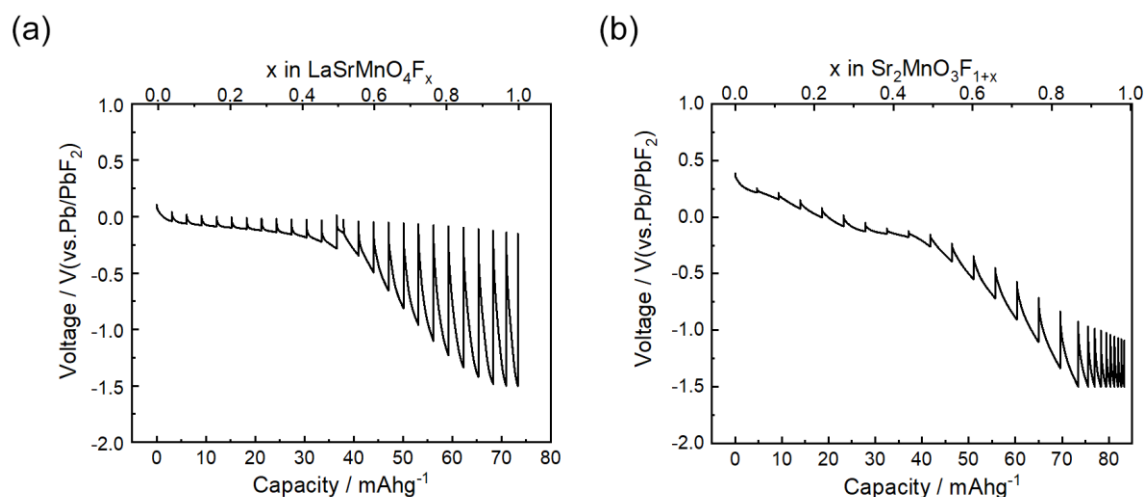 (a)
x in LaSrMnO₄Fₓ
0.0 0.2 0.4 0.6 0.8 1.0
1.0
0.5
0.0
-0.5
-1.0
-1.5
-2.0
Voltage / V(vs.Pb/PbF₂)
0 10 20 30 40 50 60 70 80
Capacity / mAhg⁻¹
(b)
x in Sr₂MnO₃F₁₊ₓ
0.0 0.2 0.4 0.6 0.8 1.0
1.0
0.5
0.0
-0.5
-1.0
-1.5
-2.0
Voltage / V(vs.Pb/PbF₂)
0 10 20 30 40 50 60 70 80
Capacity / mAhg⁻¹